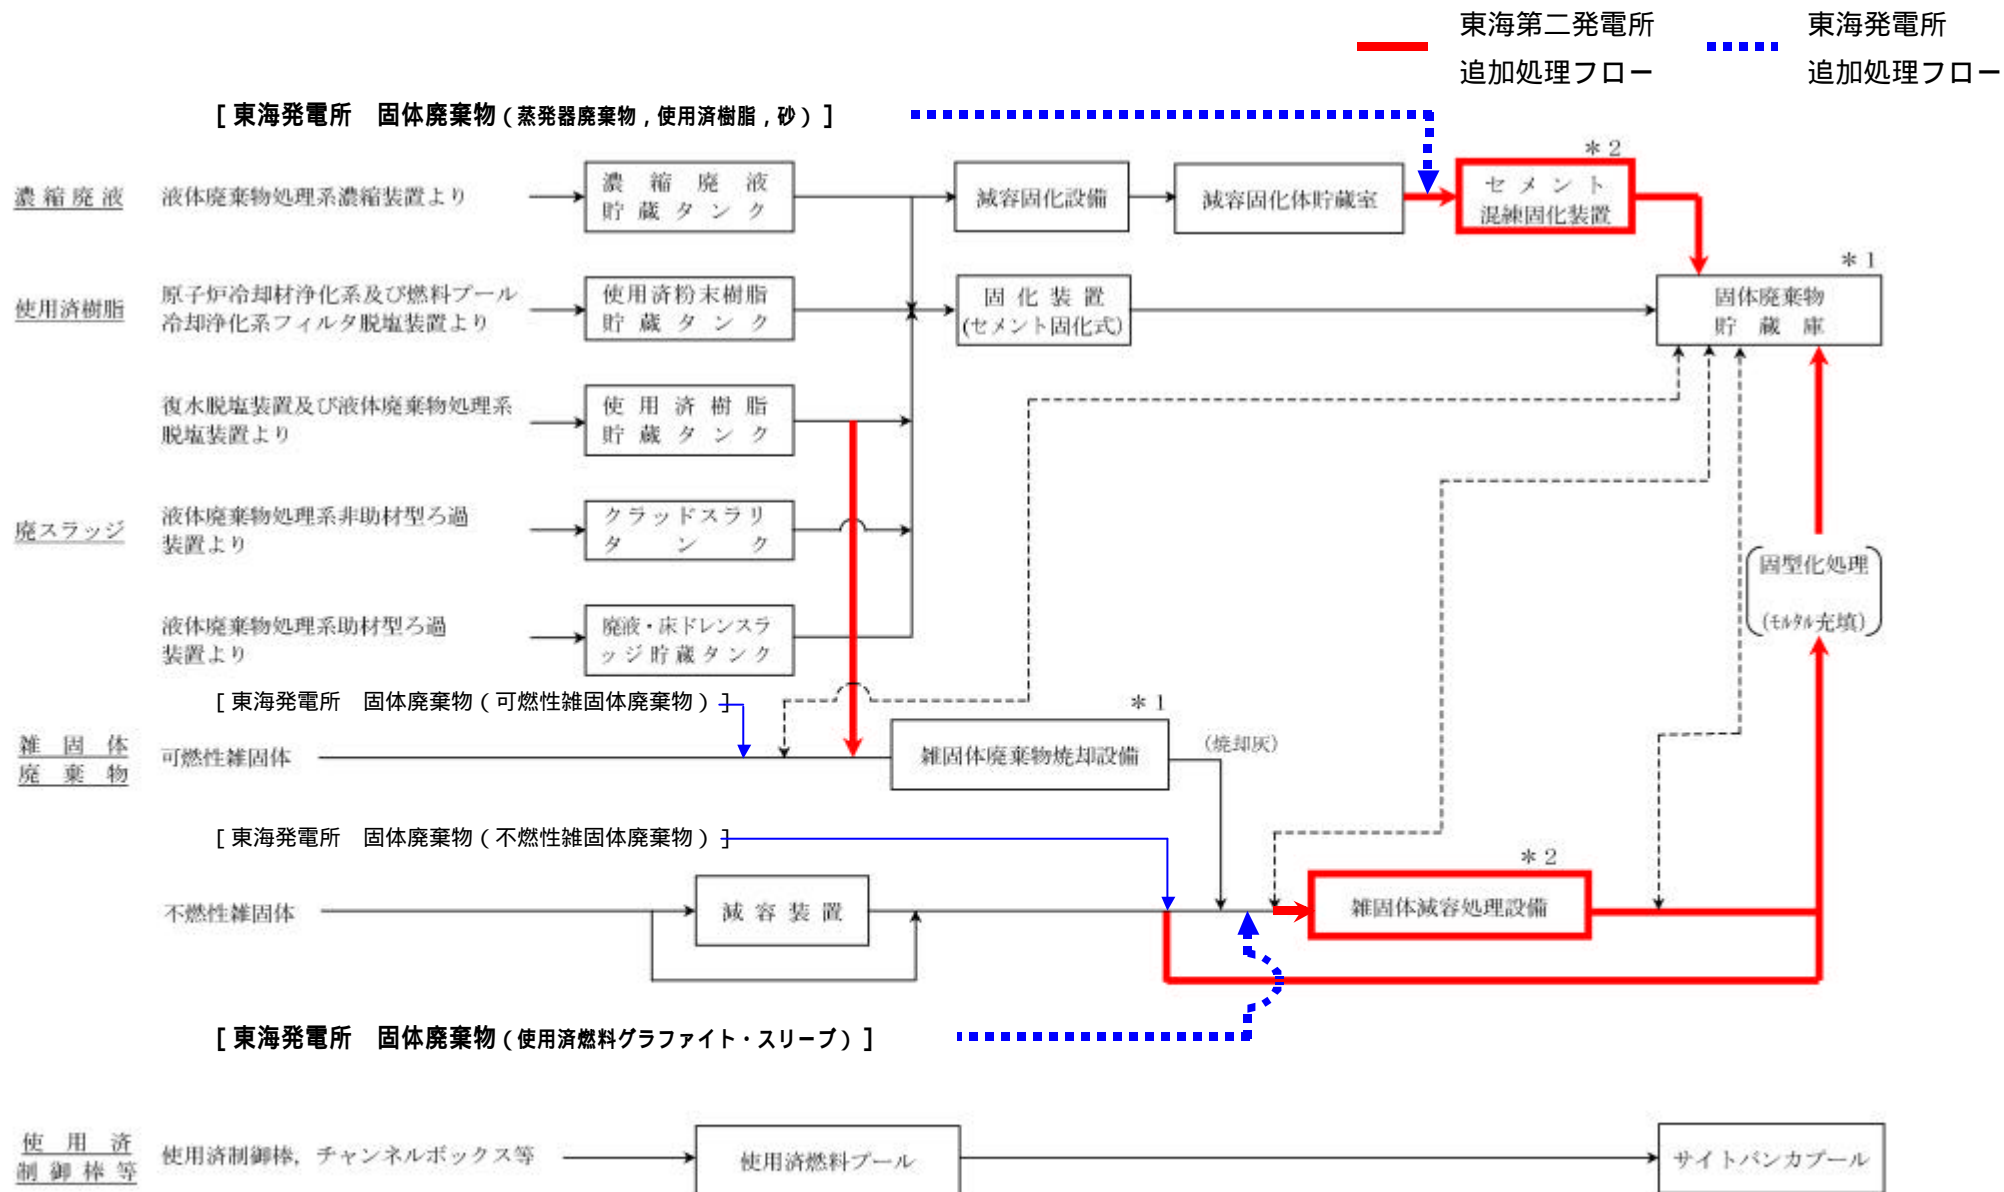 東海第二発電所
追加処理フロー
東海発電所
追加処理フロー
[ 東海発電所　固体廃棄物（蒸発器廃棄物，使用済樹脂，砂）]
＊2
濃縮廃液
液体廃棄物処理系濃縮装置より
濃縮廃液
貯蔵タンク
減容固化設備
減容固化体貯蔵室
セメント
混練固化装置
＊1
使用済樹脂
原子炉冷却材浄化系及び燃料プール
冷却浄化系フィルタ脱塩装置より
使用済粉末樹脂
貯蔵タンク
固化装置
(セメント固化式)
固体廃棄物
貯蔵庫
復水脱塩装置及び液体廃棄物処理系
脱塩装置より
使用済樹脂
貯蔵タンク
廃スラッジ
液体廃棄物処理系非助材型ろ過
装置より
クラッドスラリ
タンク
固型化処理
(モルタル充填)
液体廃棄物処理系助材型ろ過
装置より
廃液・床ドレンスラ
ッジ貯蔵タンク
[ 東海発電所　固体廃棄物（可燃性雑固体廃棄物）]
＊1
雑固体
廃棄物
可燃性雑固体
雑固体廃棄物焼却設備
(焼却灰)
[ 東海発電所　固体廃棄物（不燃性雑固体廃棄物）]
＊2
不燃性雑固体
減容装置
雑固体減容処理設備
[ 東海発電所　固体廃棄物（使用済燃料グラファイト・スリーブ）]
使用済
制御棒等
使用済制御棒，チャンネルボックス等
使用済燃料プール
サイトバンカプール